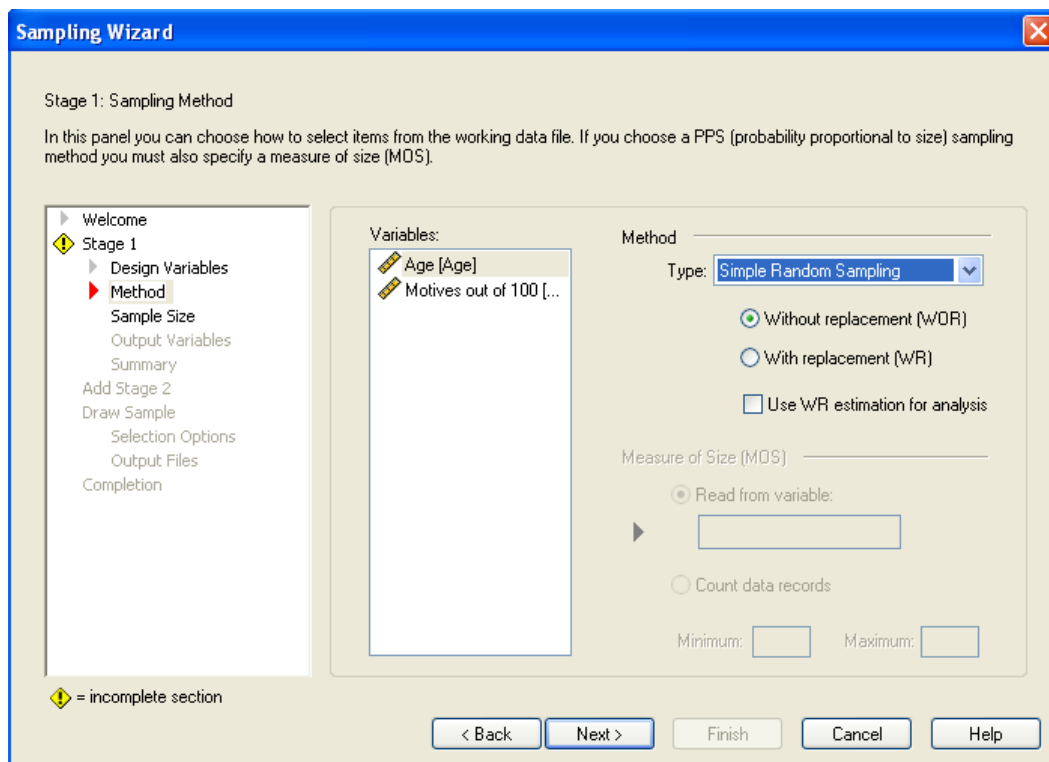 Sampling Wizard
Stage 1: Sampling Method
In this panel you can choose how to select items from the working data file. If you choose a PPS (probability proportional to size) sampling
method you must also specify a measure of size (MOS).
Welcome
Stage 1
Design Variables
Method
Sample Size
Output Variables
Summary
Add Stage 2
Draw Sample
Selection Options
Output Files
Completion
= incomplete section
Variables:
Age [Age]
Motives out of 100 [...
Method
Type: Simple Random Sampling
Without replacement (WOR)
With replacement (WR)
Use WR estimation for analysis
Measure of Size (MOS)
Read from variable:
Count data records
Minimum: Maximum:
< Back Next > Finish Cancel Help